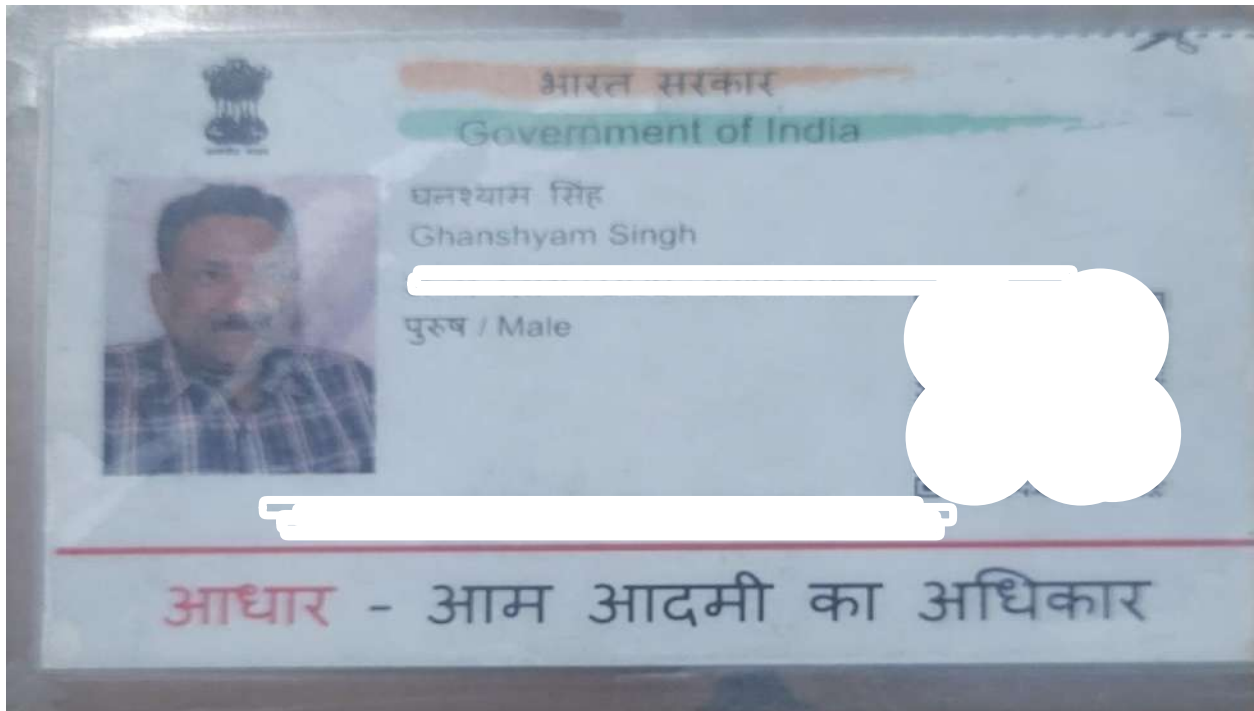 भारत सरकार
Government of India
घनश्याम सिंह
Ghanshyam Singh
पुरुष / Male
आधार - आम आदमी का अधिकार